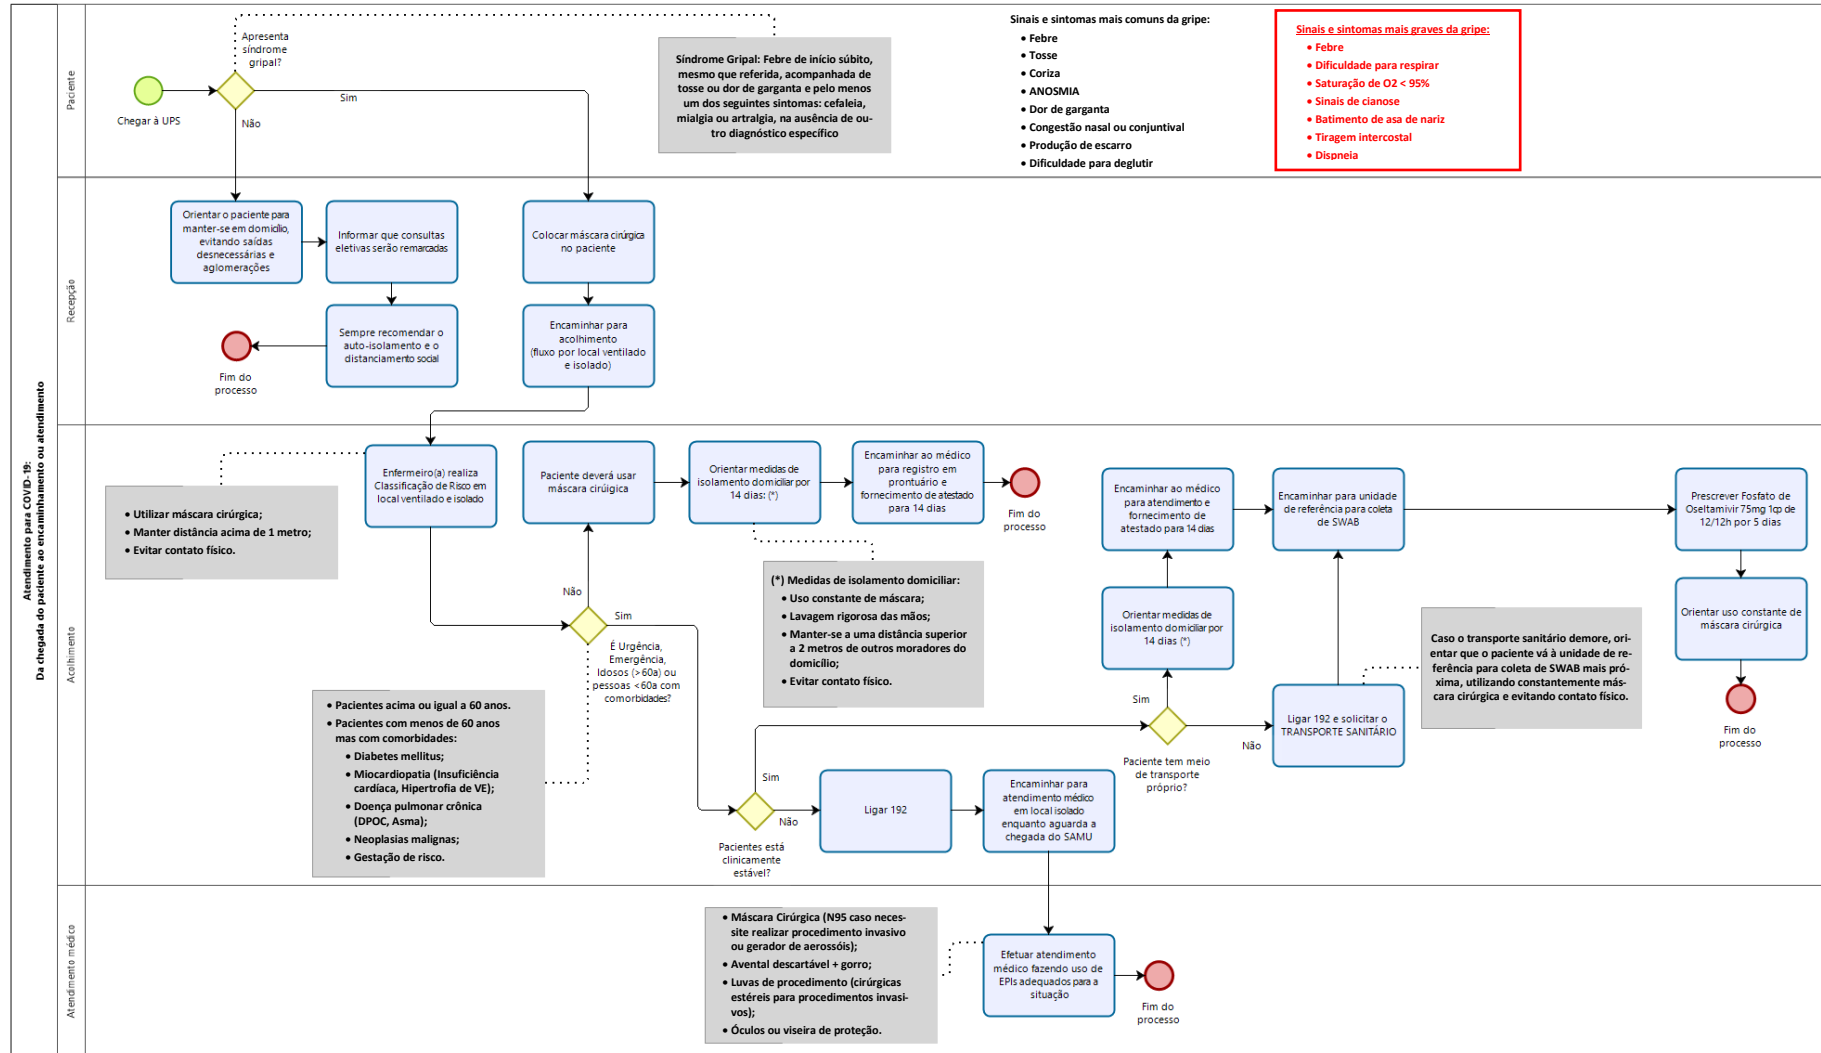 Atendimento para COVID-19:
Da chegada do paciente ao encaminhamento ou atendimento
Paciente
Chegar à UPS
Apresenta
síndrome
gripal?
Sim
Não
Síndrome Gripal: Febre de início súbito,
mesmo que referida, acompanhada de
tosse ou dor de garganta e pelo menos
um dos seguintes sintomas: cefaleia,
mialgia ou artralgia, na ausência de ou-
tro diagnóstico específico
Sinais e sintomas mais comuns da gripe:
• Febre
• Tosse
• Coriza
• ANOSMIA
• Dor de garganta
• Congestão nasal ou conjuntival
• Produção de escarro
• Dificuldade para deglutir
Sinais e sintomas mais graves da gripe:
• Febre
• Dificuldade para respirar
• Saturação de O2 < 95%
• Sinais de cianose
• Batimento de asa de nariz
• Tiragem intercostal
• Dispneia
Recepção
Orientar o paciente para
manter-se em domicílio,
evitando saídas
desnecessárias e
aglomerações
Informar que consultas
eletivas serão remarcadas
Sempre recomendar o
auto-isolamento e o
distanciamento social
Fim do
processo
Colocar máscara cirúrgica
no paciente
Encaminhar para
acolhimento
(fluxo por local ventilado
e isolado)
Acolhimento
Enfermeiro(a) realiza
Classificação de Risco em
local ventilado e isolado
• Utilizar máscara cirúrgica;
• Manter distância acima de 1 metro;
• Evitar contato físico.
Paciente deverá usar
máscara cirúigica
Orientar medidas de
isolamento domiciliar por
14 dias: (*)
Encaminhar ao médico
para registro em
prontuário e
fornecimento de atestado
para 14 dias
Fim do
processo
Não
Sim
É Urgência,
Emergência,
Idosos (>60a) ou
pessoas <60a com
comorbidades?
(*) Medidas de isolamento domiciliar:
• Uso constante de máscara;
• Lavagem rigorosa das mãos;
• Manter-se a uma distância superior
a 2 metros de outros moradores do
domicílio;
• Evitar contato físico.
• Pacientes acima ou igual a 60 anos.
• Pacientes com menos de 60 anos
mas com comorbidades:
• Diabetes mellitus;
• Miocardiopatia (Insuficiência
cardíaca, Hipertrofia de VE);
• Doença pulmonar crônica
(DPOC, Asma);
• Neoplasias malignas;
• Gestação de risco.
Sim
Não
Pacientes está
clinicamente
estável?
Ligar 192
Encaminhar para
atendimento médico
em local isolado
enquanto aguarda a
chegada do SAMU
Encaminhar ao médico
para atendimento e
fornecimento de
atestado para 14 dias
Orientar medidas de
isolamento domiciliar por
14 dias (*)
Sim
Não
Paciente tem meio
de transporte
próprio?
Encaminhar para unidade
de referência para coleta
de SWAB
Ligar 192 e solicitar o
TRANSPORTE SANITÁRIO
Caso o transporte sanitário demore, ori-
entar que o paciente vá à unidade de re-
ferência para coleta de SWAB mais pró-
xima, utilizando constantemente más-
cara cirúrgica e evitando contato físico.
Prescrever Fosfato de
Oseltamivir 75mg 1cp de
12/12h por 5 dias
Orientar uso constante de
máscara cirúrgica
Fim do
processo
Atendimento médico
• Máscara Cirúrgica (N95 caso neces-
site realizar procedimento invasivo
ou gerador de aerossóis);
• Avental descartável + gorro;
• Luvas de procedimento (cirúrgicas
estéreis para procedimentos invasi-
vos);
• Óculos ou viseira de proteção.
Efetuar atendimento
médico fazendo uso de
EPIs adequados para a
situação
Fim do
processo